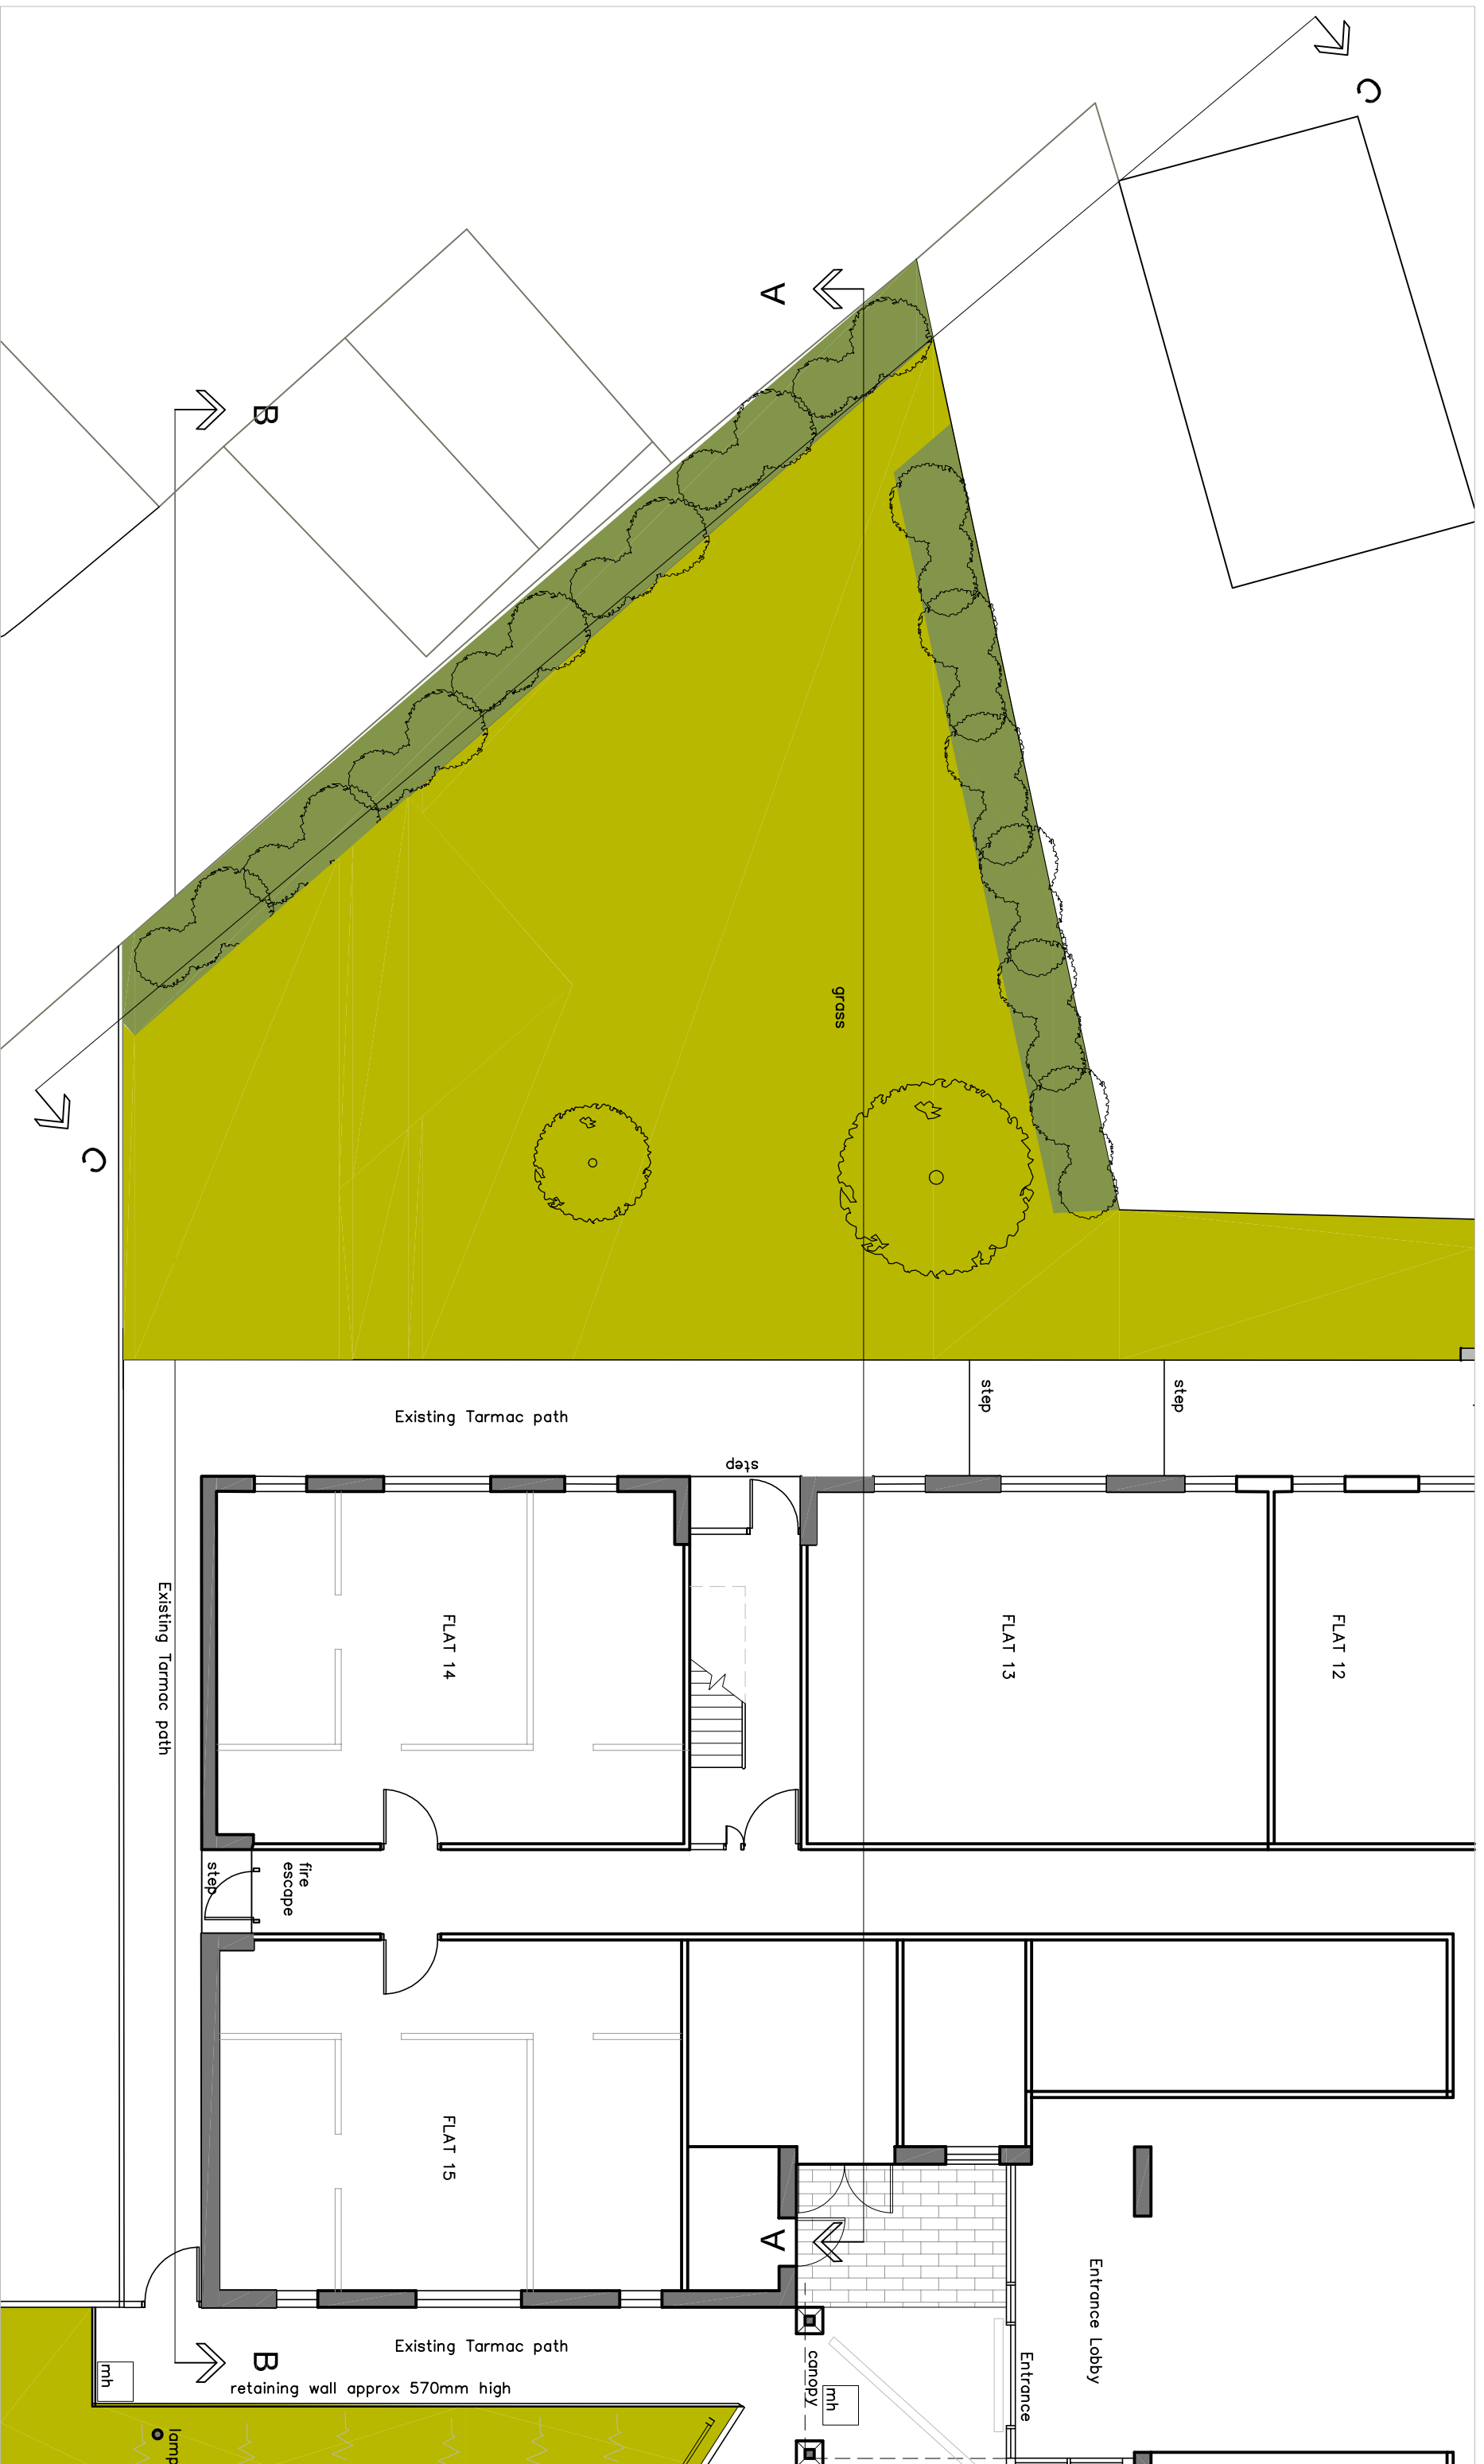 C
A
B
grass
C
step
step
Existing Tarmac path
step
Existing Tarmac path
FLAT 14
FLAT 13
FLAT 12
step
fire
escape
FLAT 15
A
Entrance Lobby
B
Existing Tarmac path
canopy
Entrance
mh
mh
retaining wall approx 570mm high
lamp